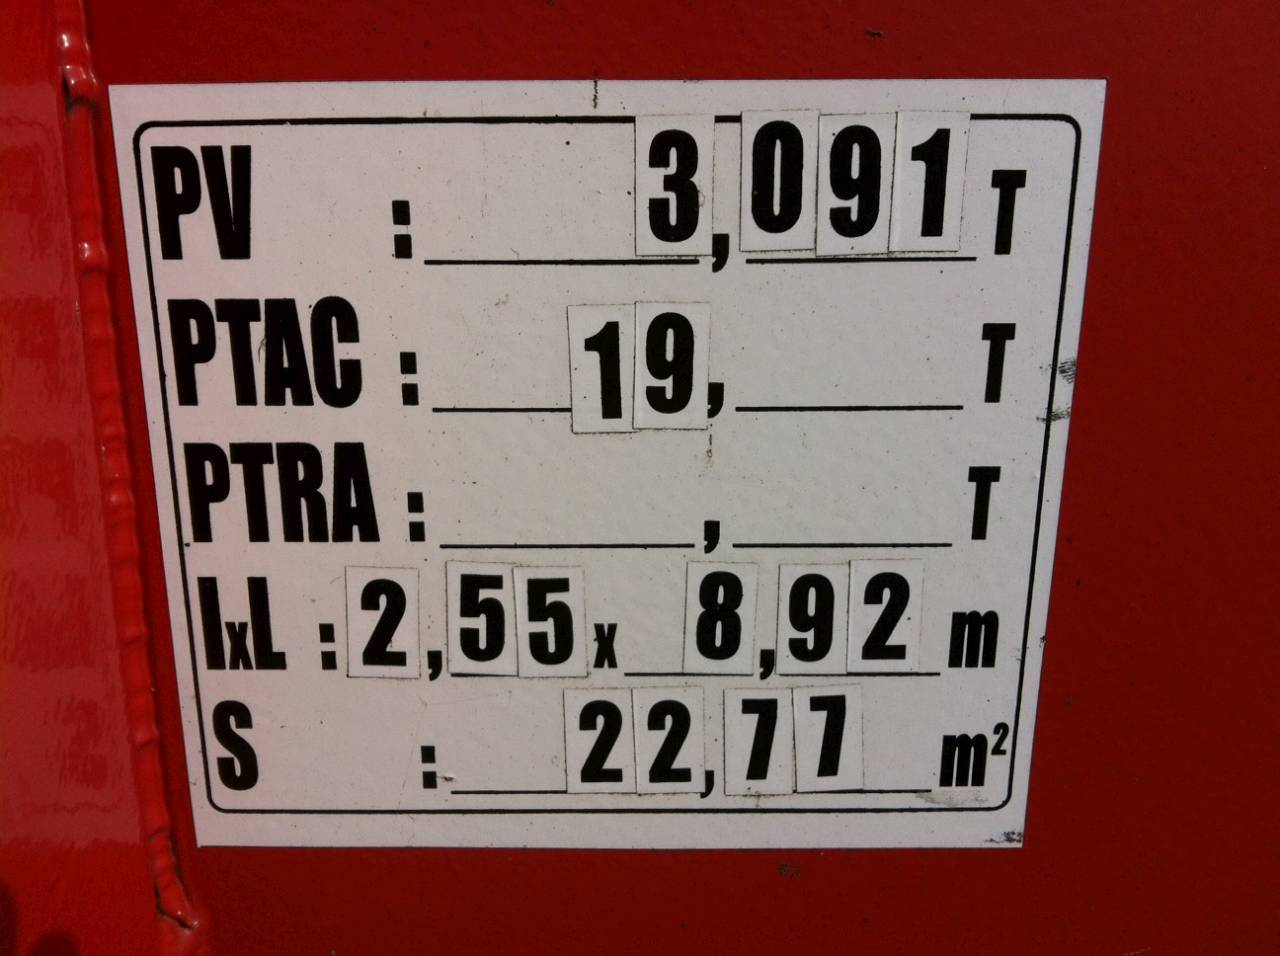 PV : 3,091 T
PTAC : 19, T
PTRA : , T
lxL : 2,55 x 8,92 m
S : 22,77 m²